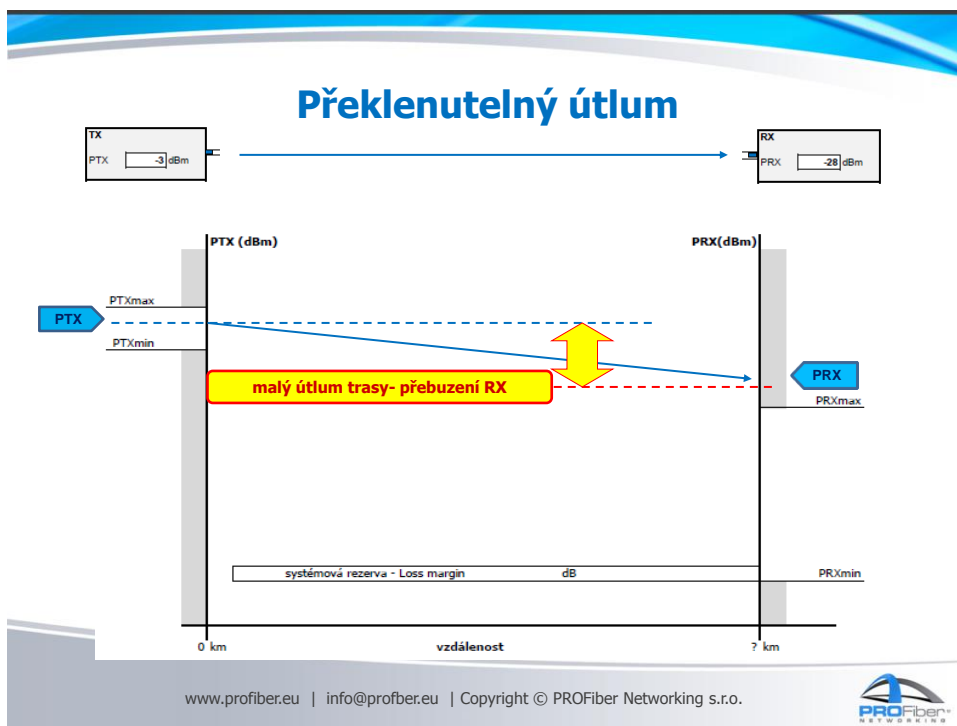 Překlenutelný útlum
TX
PTX -3 dBm
RX
PRX -28 dBm
PTX (dBm)
PRX(dBm)
PTXmax
PTX
PTXmin
malý útlum trasy- přebuzení RX
PRX
PRXmax
systémová rezerva - Loss margin dB
PRXmin
0 km
vzdálenost
? km
www.profiber.eu | info@profber.eu | Copyright © PROFiber Networking s.r.o.
PROFiber
NETWORKING